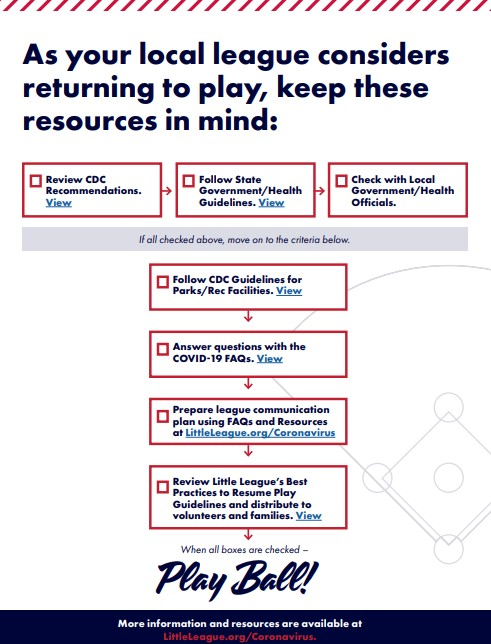 As your local league considers
returning to play, keep these
resources in mind:
Review CDC
Recommendations.
View
Follow State
Government/Health
Guidelines. View
Check with Local
Government/Health
Officials.
If all checked above, move on to the criteria below.
Follow CDC Guidelines for
Parks/Rec Facilities. View
Answer questions with the
COVID-19 FAQs. View
Prepare league communication
plan using FAQs and Resources
at LittleLeague.org/Coronavirus
Review Little League's Best
Practices to Resume Play
Guidelines and distribute to
volunteers and families. View
When all boxes are checked –
Play Ball!
More information and resources are available at
LittleLeague.org/Coronavirus.